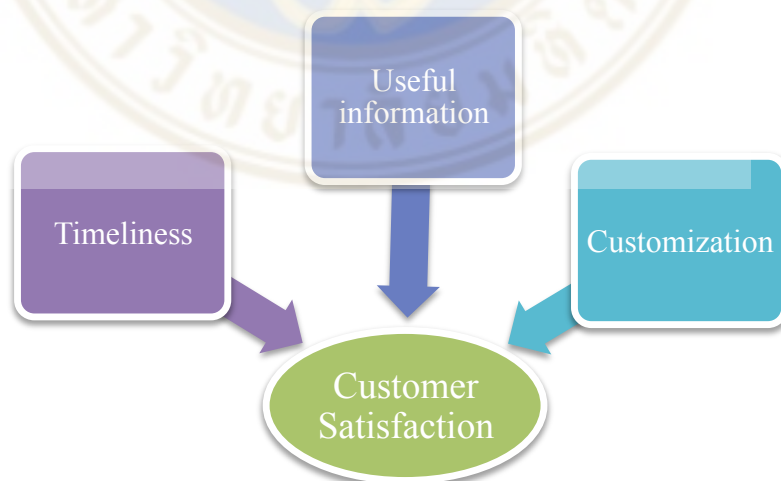 Useful
information
Timeliness
Customization
Customer
Satisfaction